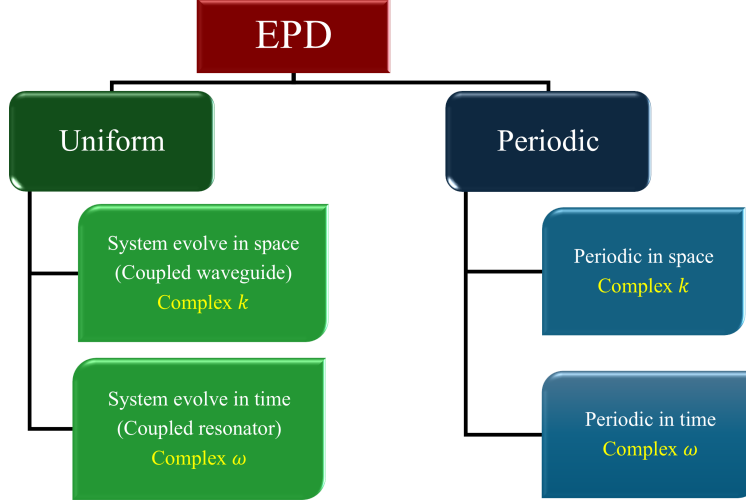 EPD
Uniform
System evolve in space
(Coupled waveguide)
Complex k
System evolve in time
(Coupled resonator)
Complex ω
Periodic
Periodic in space
Complex k
Periodic in time
Complex ω